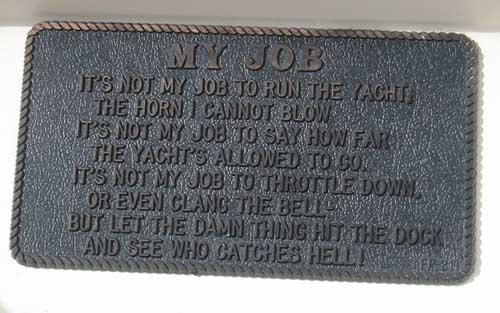 MY JOB
IT'S NOT MY JOB TO RUN THE YACHT,
THE HORN I CANNOT BLOW.
IT'S NOT MY JOB TO SAY HOW FAR
THE YACHT'S ALLOWED TO GO.
IT'S NOT MY JOB TO THROTTLE DOWN,
OR EVEN CLANG THE BELL-
BUT LET THE DAMN THING HIT THE DOCK
AND SEE WHO CATCHES HELL!